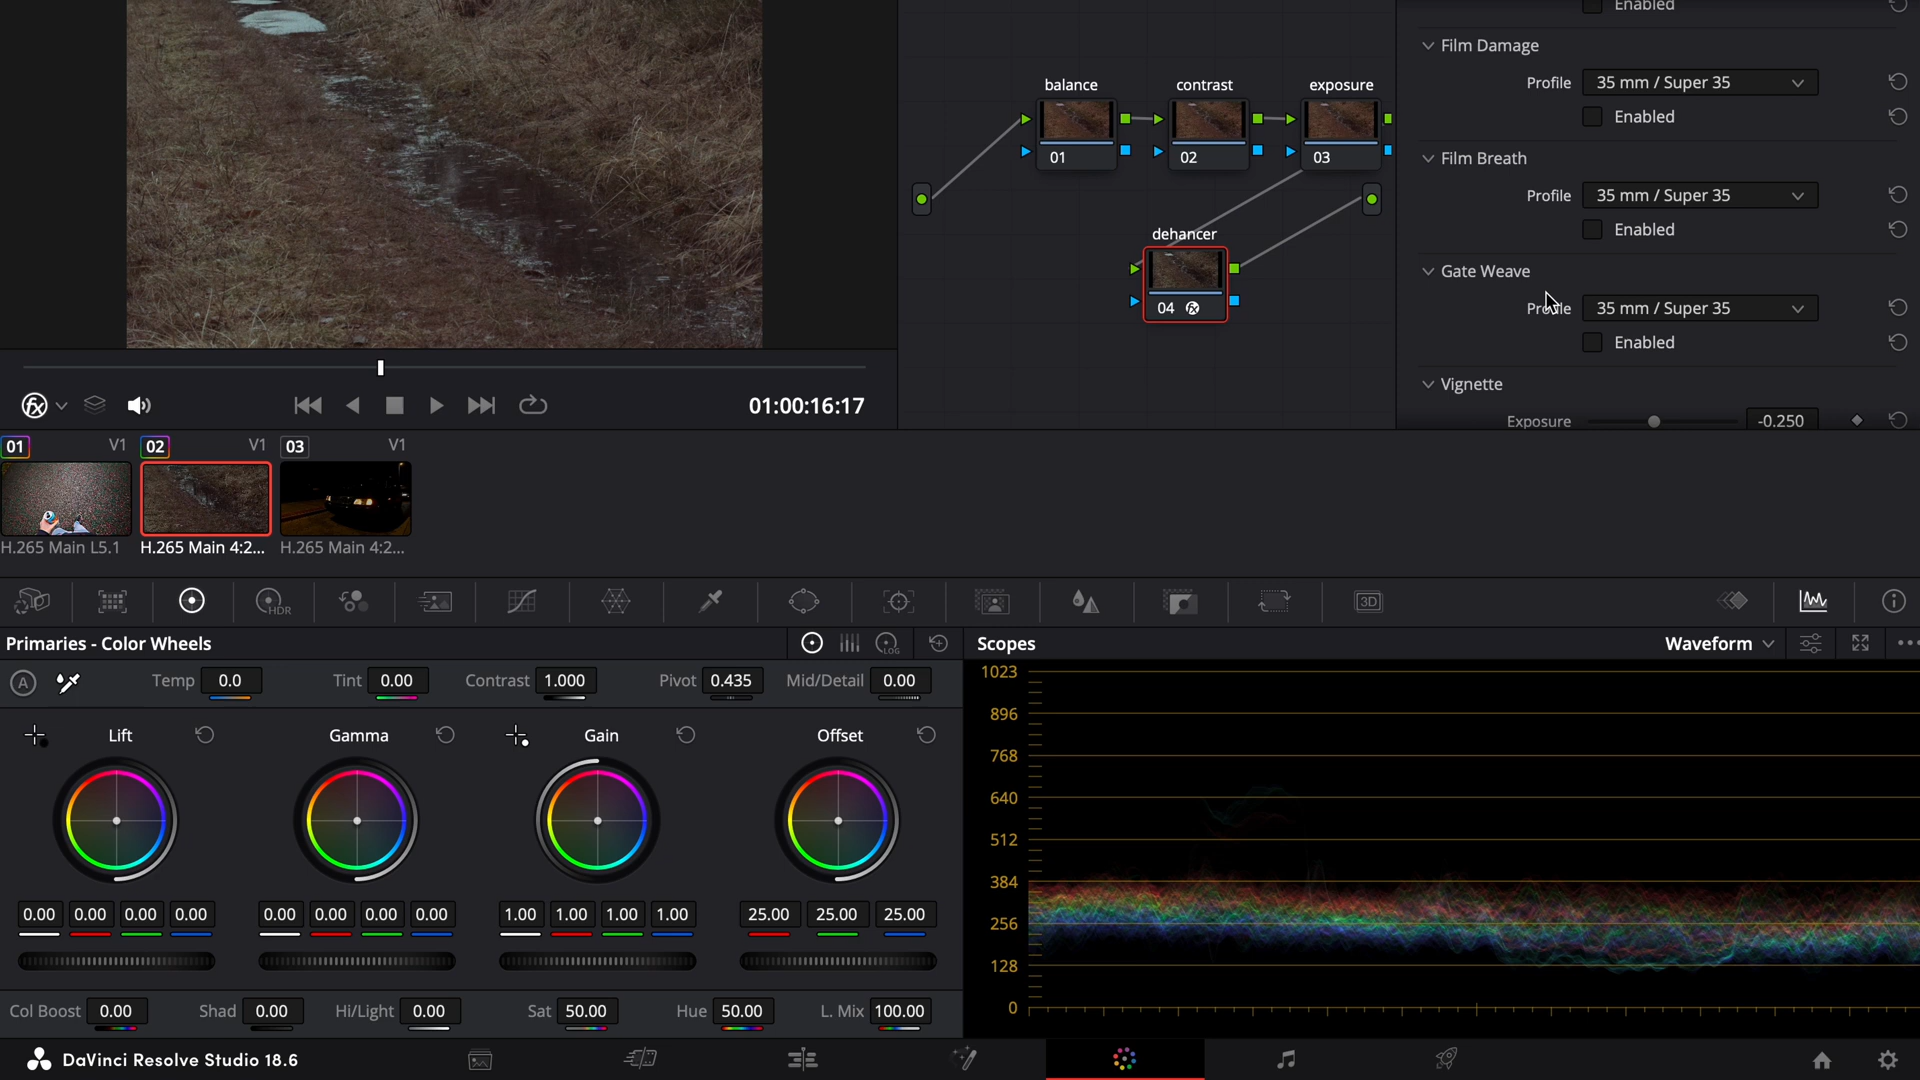 Enabled
Film Damage
Profile 35 mm / Super 35
Enabled
Film Breath
Profile 35 mm / Super 35
Enabled
Gate Weave
Profile 35 mm / Super 35
Enabled
Vignette
Exposure -0.250
balance contrast exposure
01 02 03
dehancer
04
01:00:16:17
01 V1 02 V1 03 V1
H.265 Main L5.1 H.265 Main 4:2... H.265 Main 4:2...
HDR
3D
Primaries - Color Wheels
LOG
Scopes Waveform
A Temp 0.0 Tint 0.00 Contrast 1.000 Pivot 0.435 Mid/Detail 0.00
Lift Gamma Gain Offset
0.00 0.00 0.00 0.00 0.00 0.00 0.00 0.00 1.00 1.00 1.00 1.00 25.00 25.00 25.00
Col Boost 0.00 Shad 0.00 Hi/Light 0.00 Sat 50.00 Hue 50.00 L. Mix 100.00
1023
896
768
640
512
384
256
128
0
DaVinci Resolve Studio 18.6